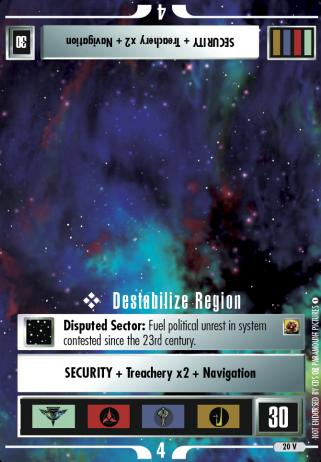 4
SECURITY + Treachery x2 + Navigation
30
❖ Destabilize Region
Disputed Sector: Fuel political unrest in system
contested since the 23rd century.
SECURITY + Treachery x2 + Navigation
30
4
20 V
NOT ENDORSED BY CBS OR PARAMOUNT PICTURES